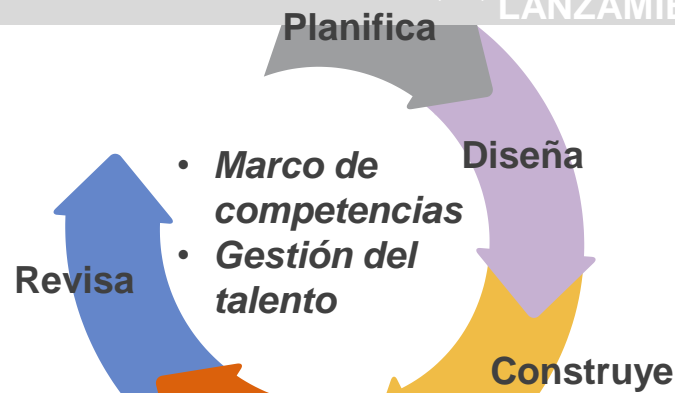 Planifica
Diseña
• Marco de
competencias
• Gestión del
talento
Revisa
Construye